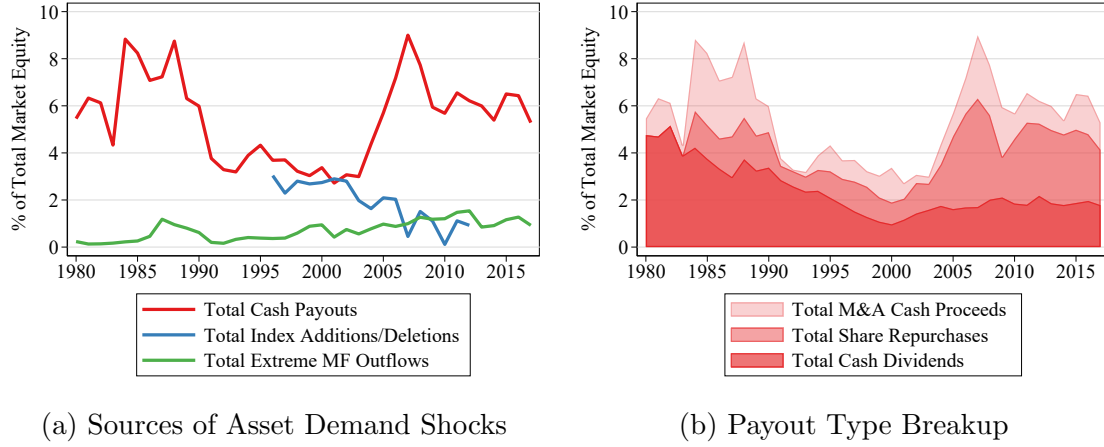 % of Total Market Equity
10
8
6
4
2
0
1980 1985 1990 1995 2000 2005 2010 2015
Total Cash Payouts
Total Index Additions/Deletions
Total Extreme MF Outflows
(a) Sources of Asset Demand Shocks
% of Total Market Equity
10
8
6
4
2
0
1980 1985 1990 1995 2000 2005 2010 2015
Total M&A Cash Proceeds
Total Share Repurchases
Total Cash Dividends
(b) Payout Type Breakup